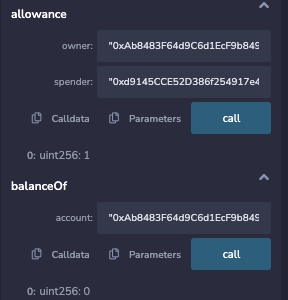 allowance
owner: "0xAb8483F64d9C6d1EcF9b849
spender: "0xd9145CCE52D386f254917e4
Calldata Parameters call
0: uint256: 1
balanceOf
account: "0xAb8483F64d9C6d1EcF9b849
Calldata Parameters call
0: uint256: 0